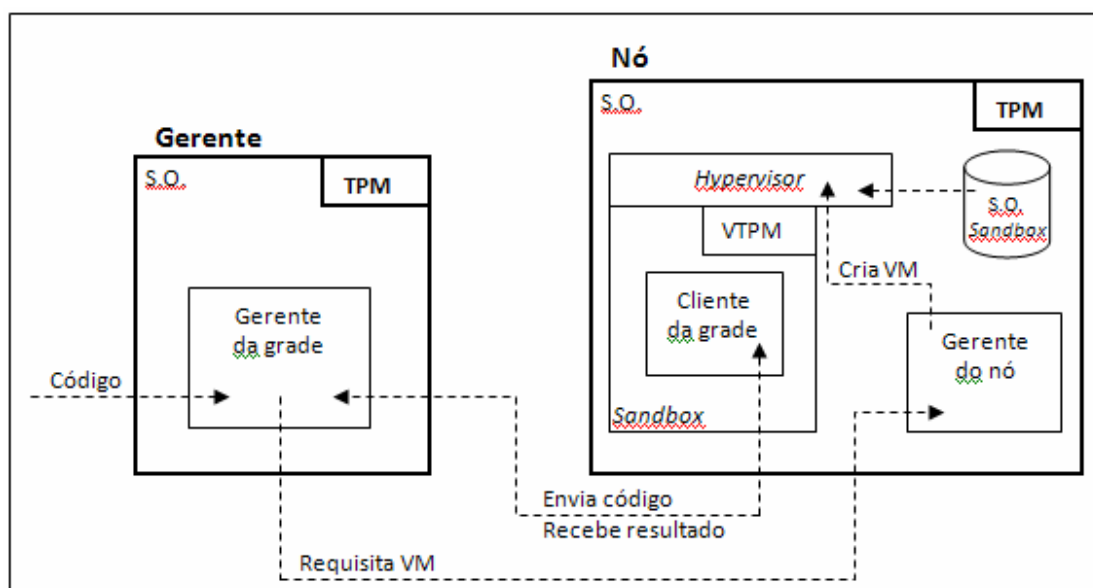 Nó
S.O.
TPM
Gerente
S.O.
TPM
Hypervisor
S.O.
Sandbox
VTPM
Cria VM
Cliente
da grade
Gerente
da grade
Gerente
do nó
Código
Sandbox
Envia código
Recebe resultado
Requisita VM